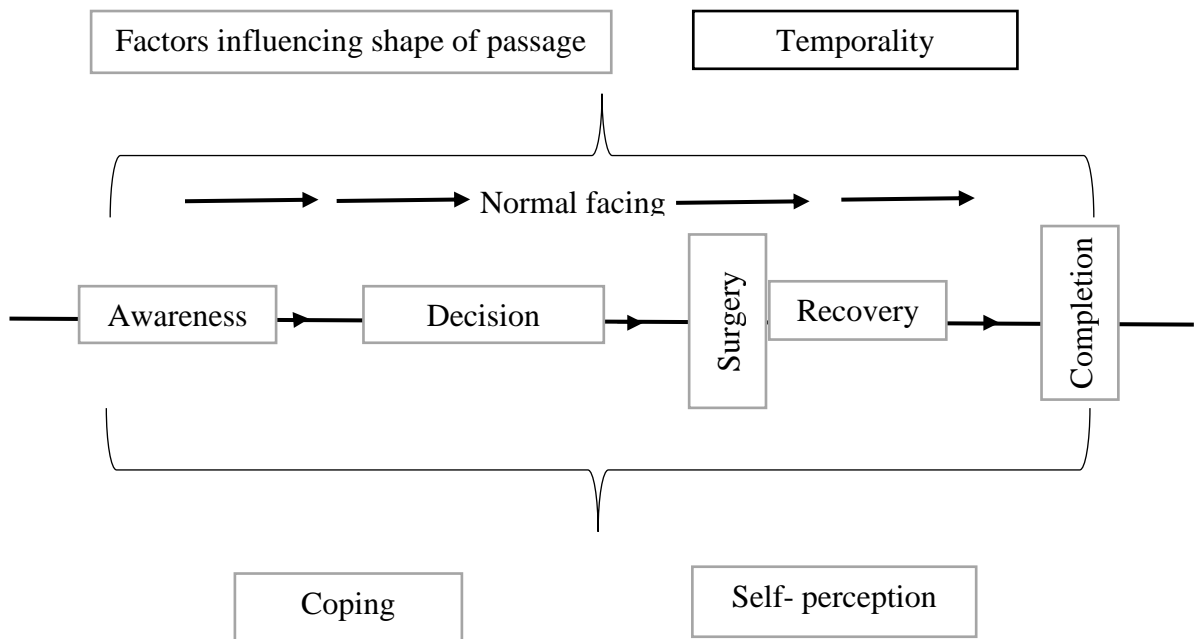 Factors influencing shape of passage
Temporality
Normal facing
Awareness
Decision
Surgery
Recovery
Completion
Coping
Self- perception